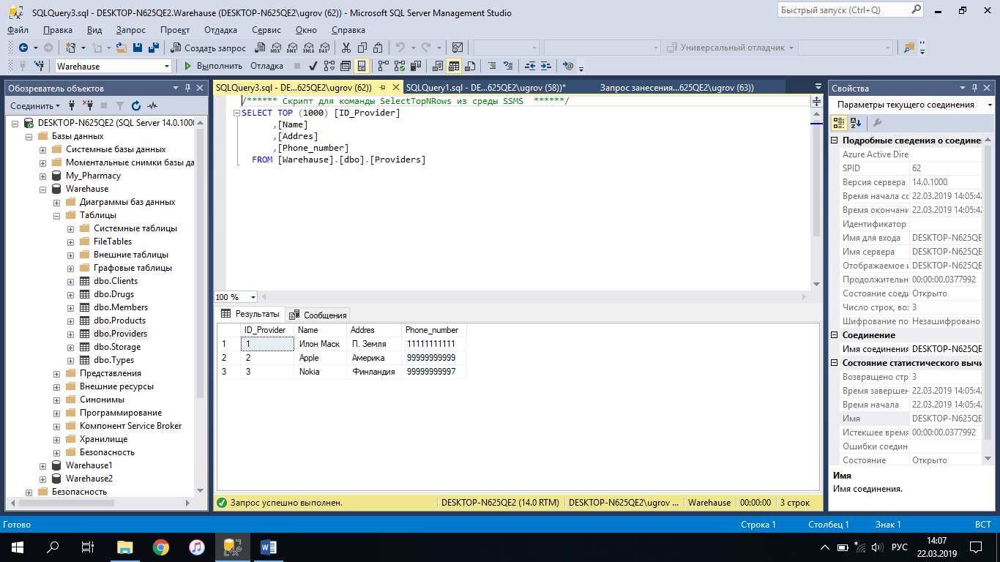 SQLQuery3.sql - DESKTOP-N625QE2.Warehause (DESKTOP-N625QE2\ugrov (62)) - Microsoft SQL Server Management Studio
Быстрый запуск (Ctrl+Q)
Файл Правка Вид Запрос Проект Отладка Сервис Окно Справка
Создать запрос MDX DMX XMLA DAX Универсальный отладчик
Warehause Выполнить Отладка
Обозреватель объектов
Соединить
DESKTOP-N625QE2 (SQL Server 14.0.1000
Базы данных
Системные базы данных
Моментальные снимки базы да
My_Pharmacy
Warehause
Диаграммы баз данных
Таблицы
Системные таблицы
FileTables
Внешние таблицы
Графовые таблицы
dbo.Clients
dbo.Drugs
dbo.Members
dbo.Products
dbo.Providers
dbo.Storage
dbo.Types
Представления
Внешние ресурсы
Синонимы
Программирование
Компонент Service Broker
Хранилище
Безопасность
Warehause1
Warehause2
Безопасность
SQLQuery3.sql - DE...625QE2\ugrov (62)) SQLQuery1.sql - DE...625QE2\ugrov (58))* Запрос занесения...625QE2\ugrov (63))
/****** Скрипт для команды SelectTopNRows из среды SSMS ******/
SELECT TOP (1000) [ID_Provider]
,[Name]
,[Addres]
,[Phone_number]
FROM [Warehause].[dbo].[Providers]
100 %
Результаты Сообщения
ID_Provider Name Addres Phone_number
1 1 Илон Маск П. Земля 11111111111
2 2 Apple Америка 99999999999
3 3 Nokia Финландия 99999999997
Запрос успешно выполнен. DESKTOP-N625QE2 (14.0 RTM) DESKTOP-N625QE2\ugrov ... Warehause 00:00:00 3 строк
Свойства
Параметры текущего соединения
Подробные сведения о соедине
Azure Active Dire
SPID 62
Версия сервера 14.0.1000
Время начала со 22.03.2019 14:05:42
Время окончани 22.03.2019 14:05:42
Идентификатор
Имя для входа DESKTOP-N625QE
Имя сервера DESKTOP-N625QE
Отображаемое и DESKTOP-N625QE
Продолжительн 00:00:00.0377992
Состояние соеди Открыто
Число строк, воз 3
Шифрование по Незашифровано
Соединение
Имя соединения DESKTOP-N625QE
Состояние статистического вычи
Возвращено стр 3
Время завершен 22.03.2019 14:05:42
Время начала 22.03.2019 14:05:42
Имя DESKTOP-N625QE
Истекшее время 00:00:00.0377992
Ошибки соедин
Состояние Открыто
Имя
Имя соединения.
Готово Строка 1 Столбец 1 Знак 1 ВСТ
РУС 14:07
22.03.2019